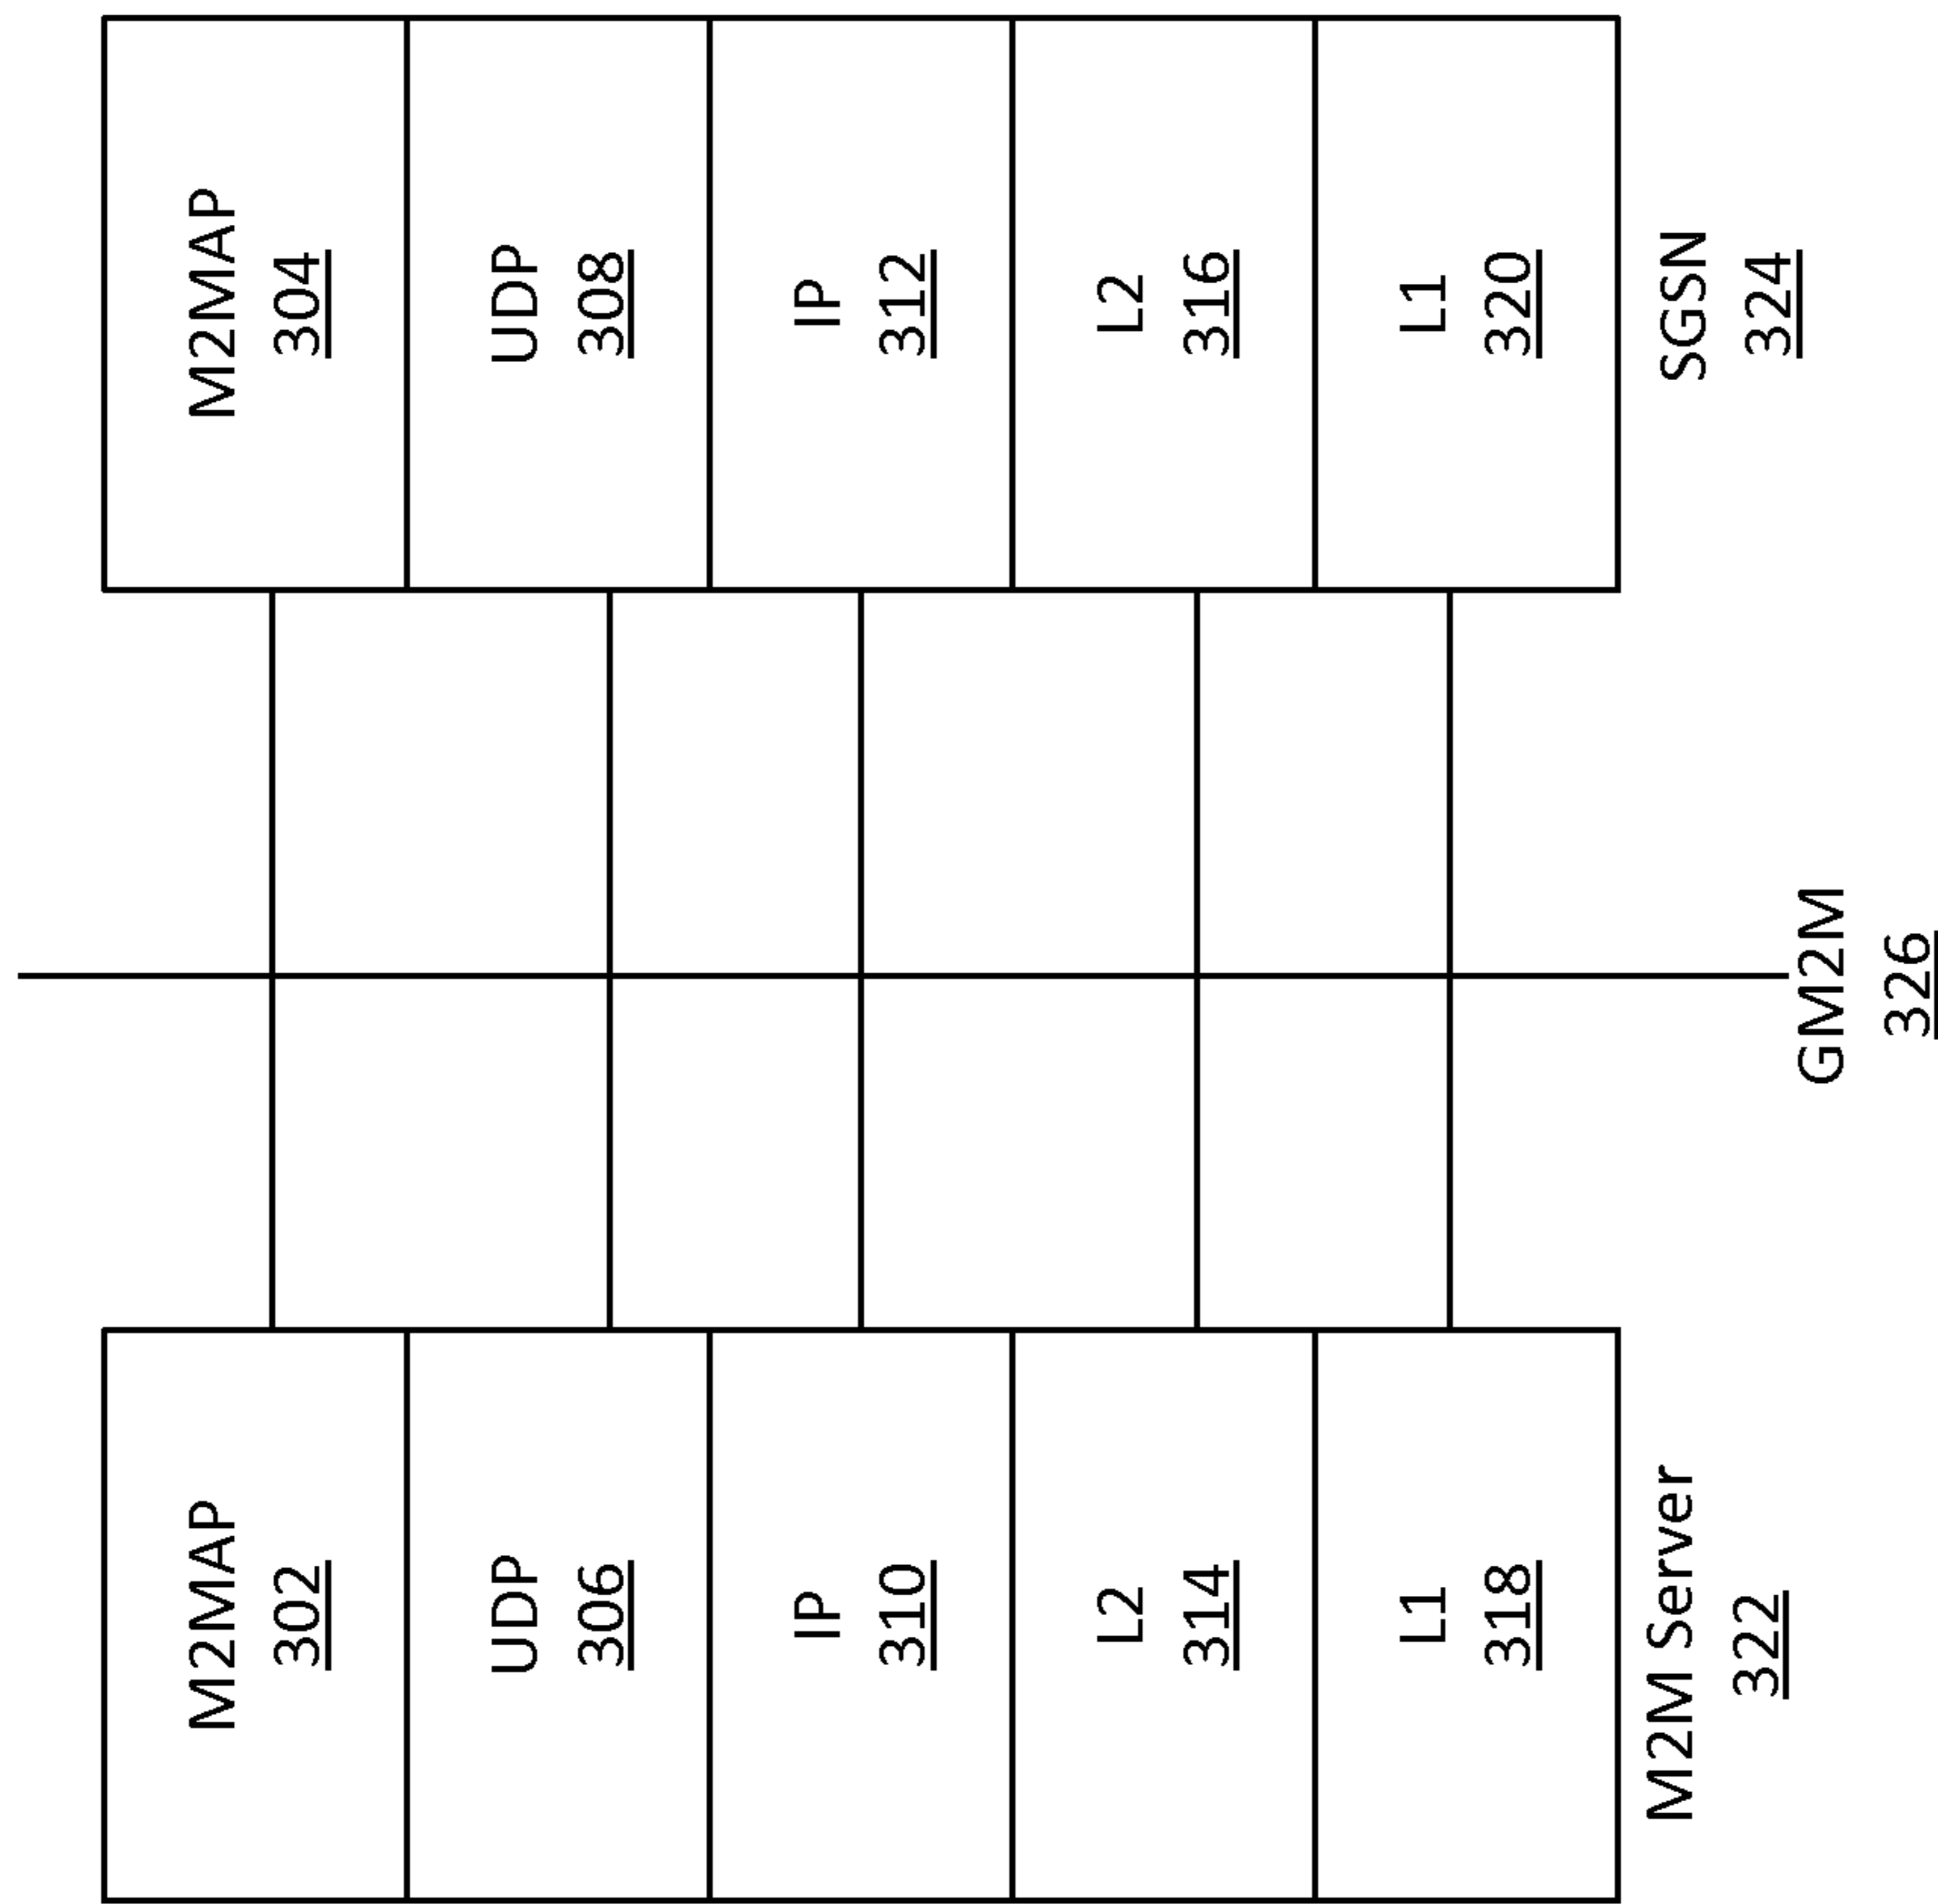 M2MAP
302
UDP
306
IP
310
L2
314
L1
318
M2M Server
322
M2MAP
304
UDP
308
IP
312
L2
316
L1
320
SGSN
324
GM2M
326